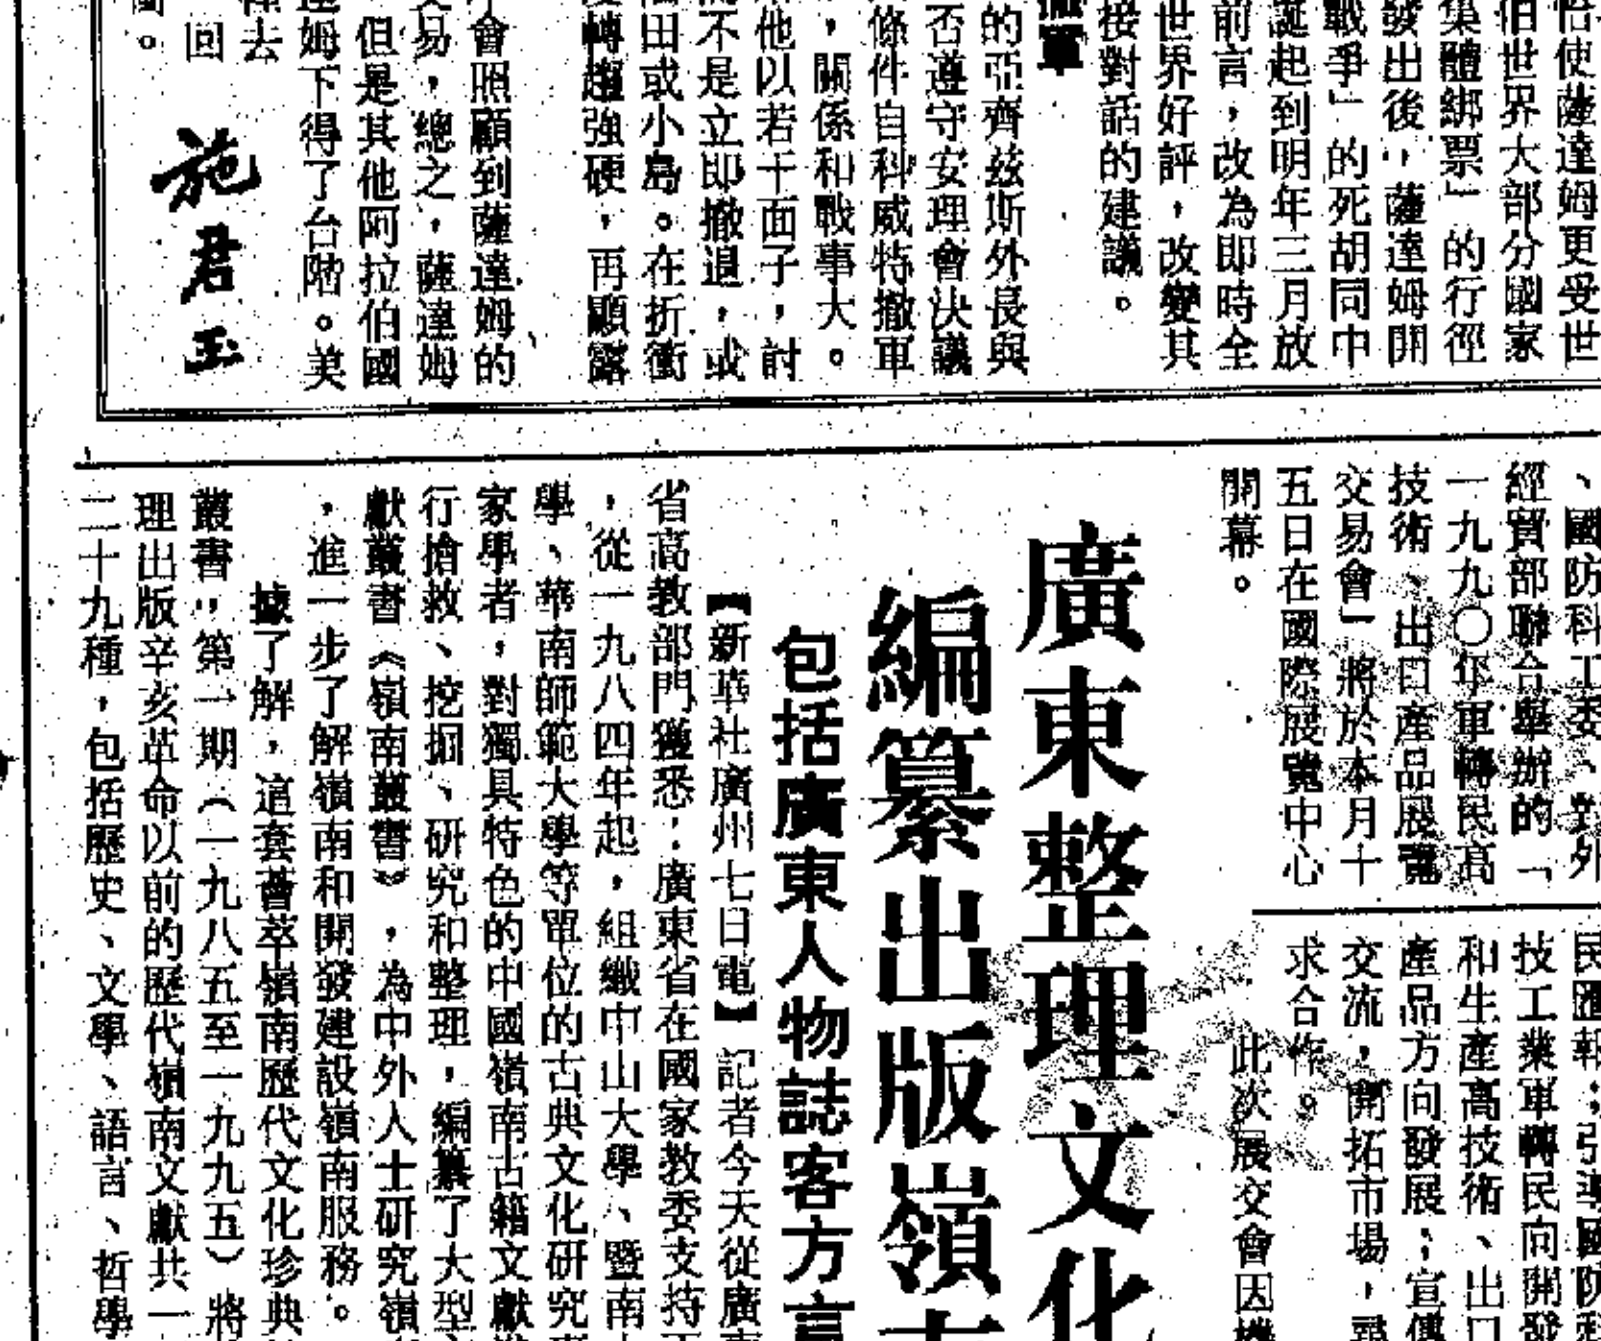 恰使薩達姆更受世
伯世界大部分國家
集體綁票」的行徑
發出後，薩達姆開
戰爭」的死胡同中
誕起到明年三月放
前言，改為即時全
世界好評，改變其
接對話的建議。
撤軍
的亞齊茲斯外長與
否遵守安理會決議
條件自科威特撤軍
，關係和戰事大。
他以若干面子，討
不是立即撤退，或
田或小島。在折衝
轉趨強硬，再顯露
會照顧到薩達姆的
易，總之，薩達姆
但是其他阿拉伯國
姆下得了台階。美
去
回
。
施君玉
、國防科工委、對外
經貿部聯合舉辦的「
一九九〇年軍轉民高
技術、出口產品展覽
交易會」將於本月十
五日在國際展覽中心
開幕。
民匯報；引導國防科
技工業軍轉民向開發
和生產高技術、出口
產品方向發展；宣傳
交流，開拓市場，尋
求合作。
此次展交會因機
廣東整理文化
編纂出版嶺
包括廣東人物誌客方言
【新華社廣州七日電】記者今天從廣東
省高教部門獲悉：廣東省在國家教委支持下
，從一九八四年起，組織中山大學、暨南大
學、華南師範大學等單位的古典文化研究專
家學者，對獨具特色的中國嶺南古籍文獻進
行搶救、挖掘、研究和整理，編纂了大型文
獻叢書《嶺南叢書》，為中外人士研究嶺
，進一步了解嶺南和開發建設嶺南服務。
據了解，這套薈萃嶺南歷代文化珍典
叢書，第一期（一九八五至一九九五）將
理出版辛亥革命以前的歷代嶺南文獻共一
二十九種，包括歷史、文學、語言、哲學